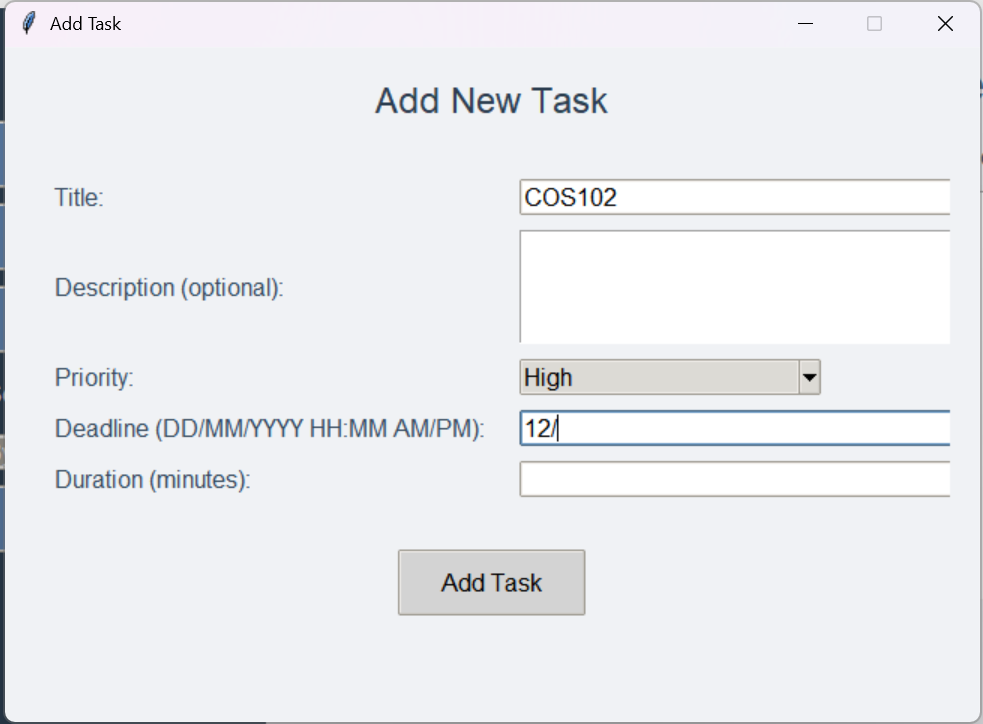 Add Task
Add New Task
Title: COS102
Description (optional):
Priority: High
Deadline (DD/MM/YYYY HH:MM AM/PM): 12/
Duration (minutes):
Add Task